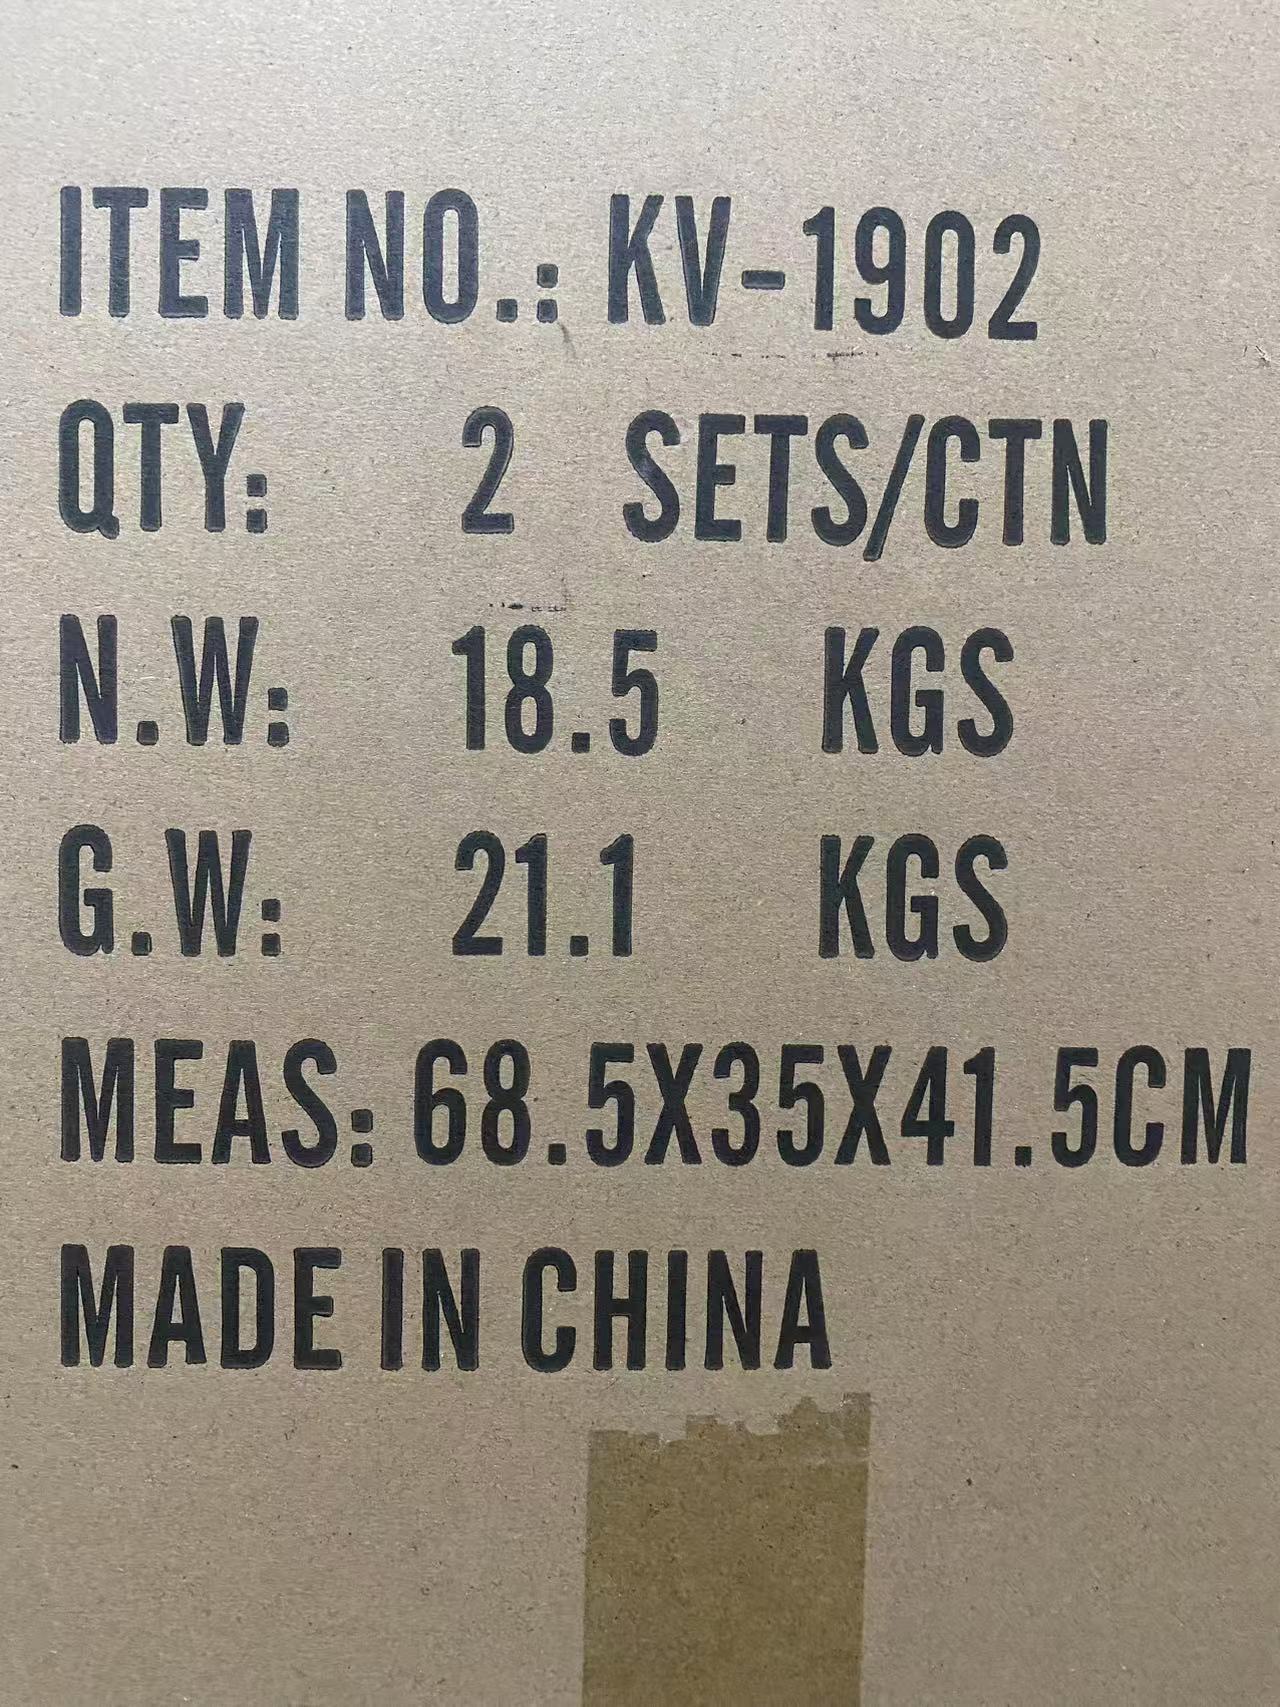 ITEM NO.: KV-1902
QTY: 2 SETS/CTN
N.W: 18.5 KGS
G.W: 21.1 KGS
MEAS: 68.5X35X41.5CM
MADE IN CHINA